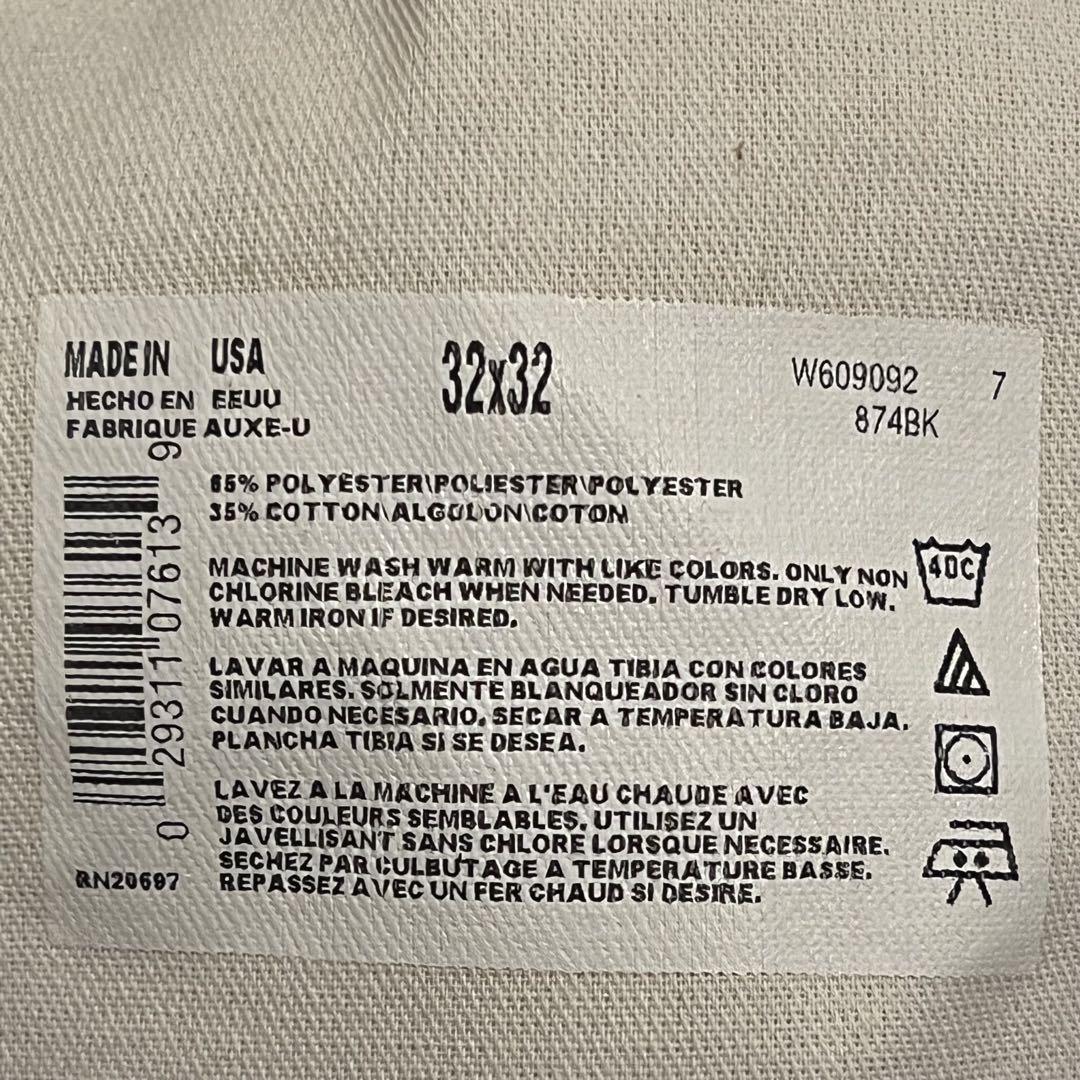 MADE IN USA
HECHO EN EEUU
FABRIQUE AUXE-U
32x32
W609092 7
874BK
65% POLYESTER\POLIESTER\POLYESTER
35% COTTON\ALGODON\COTON
MACHINE WASH WARM WITH LIKE COLORS. ONLY NON
CHLORINE BLEACH WHEN NEEDED. TUMBLE DRY LOW.
WARM IRON IF DESIRED.
40C
LAVAR A MAQUINA EN AGUA TIBIA CON COLORES
SIMILARES. SOLMENTE BLANQUEADOR SIN CLORO
CUANDO NECESARIO. SECAR A TEMPERATURA BAJA.
PLANCHA TIBIA SI SE DESEA.
LAVEZ A LA MACHINE A L'EAU CHAUDE AVEC
DES COULEURS SEMBLABLES. UTILISEZ UN
JAVELLISANT SANS CHLORE LORSQUE NECESSAIRE.
SECHEZ PAR CULBUTAGE A TEMPERATURE BASSE.
REPASSEZ AVEC UN FER CHAUD SI DESIRE.
0 29311 07613 9
RN20697